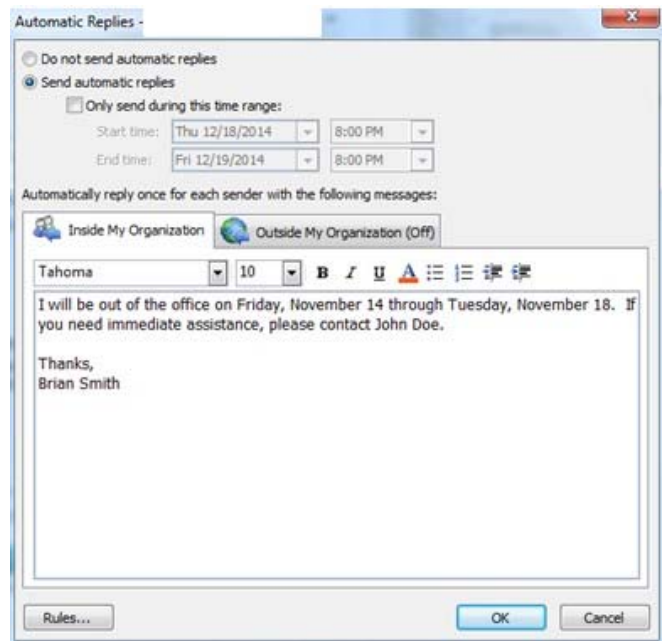 Automatic Replies -
Do not send automatic replies
Send automatic replies
Only send during this time range:
Start time: Thu 12/18/2014 8:00 PM
End time: Fri 12/19/2014 8:00 PM
Automatically reply once for each sender with the following messages:
Inside My Organization Outside My Organization (Off)
Tahoma 10 B I U A
I will be out of the office on Friday, November 14 through Tuesday, November 18. If
you need immediate assistance, please contact John Doe.
Thanks,
Brian Smith
Rules... OK Cancel